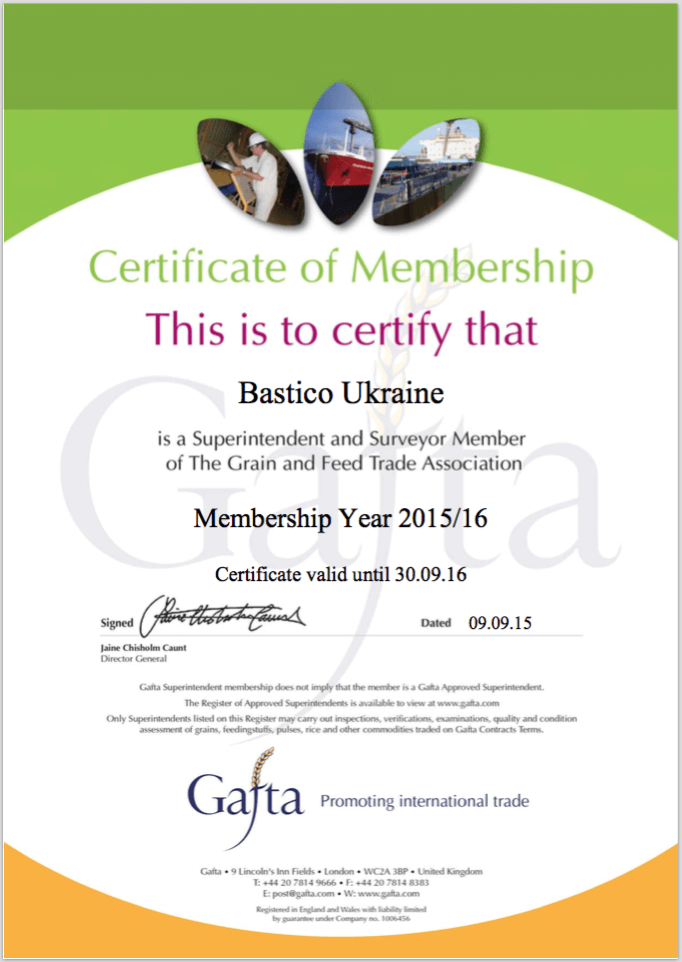 Certificate of Membership
This is to certify that
Bastico Ukraine
is a Superintendent and Surveyor Member
of The Grain and Feed Trade Association
Gafta
Membership Year 2015/16
Certificate valid until 30.09.16
Signed Jaine Chisholm Caunt Dated 09.09.15
Jaine Chisholm Caunt
Director General
Gafta Superintendent membership does not imply that the member is a Gafta Approved Superintendent.
The Register of Approved Superintendents is available to view at www.gafta.com
Only Superintendents listed on this Register may carry out inspections, verifications, examinations, quality and condition
assessment of grains, feedingstuffs, pulses, rice and other commodities traded on Gafta Contracts Terms.
Gafta Promoting international trade
Gafta • 9 Lincoln's Inn Fields • London • WC2A 3BP • United Kingdom
T: +44 20 7814 9666 • F: +44 20 7814 8383
E: post@gafta.com • W: www.gafta.com
Registered in England and Wales with liability limited
by guarantee under Company no. 1006456